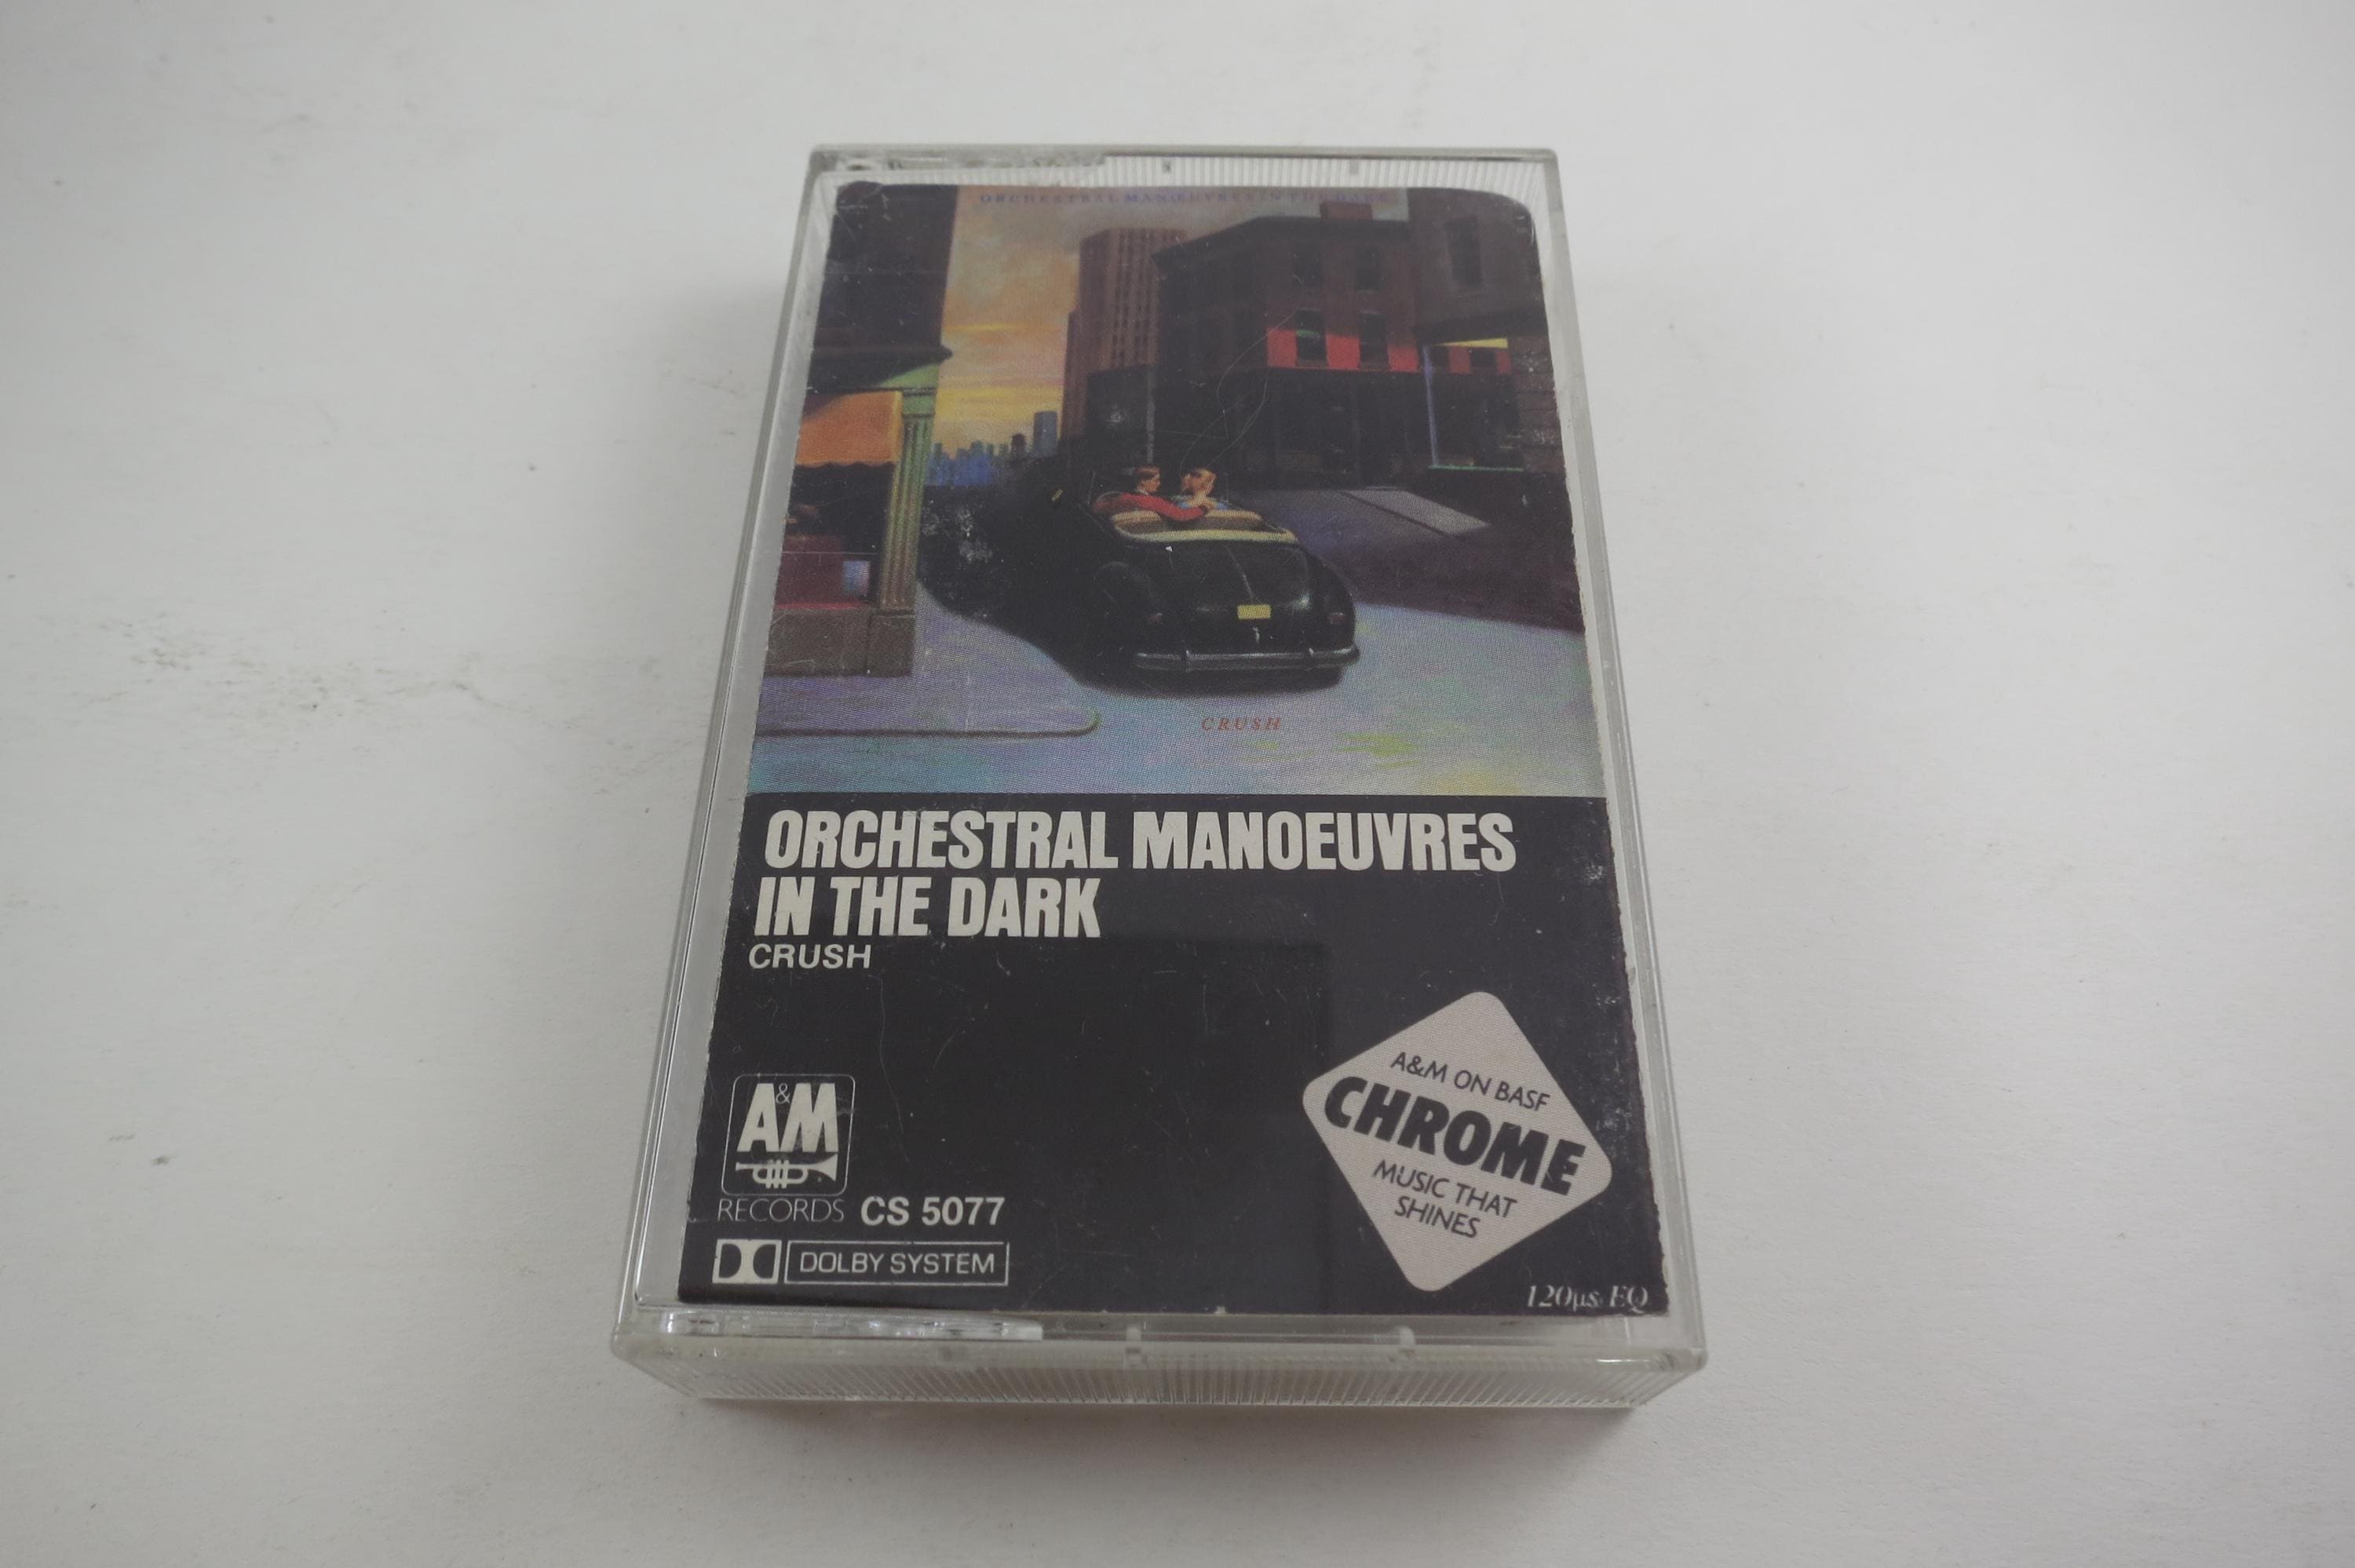 ORCHESTRAL MANŒUVRES IN THE DARK
CRUSH
ORCHESTRAL MANOEUVRES
IN THE DARK
CRUSH
A&M
RECORDS CS 5077
DOLBY SYSTEM
A&M ON BASF
CHROME
MUSIC THAT
SHINES
120µs EQ